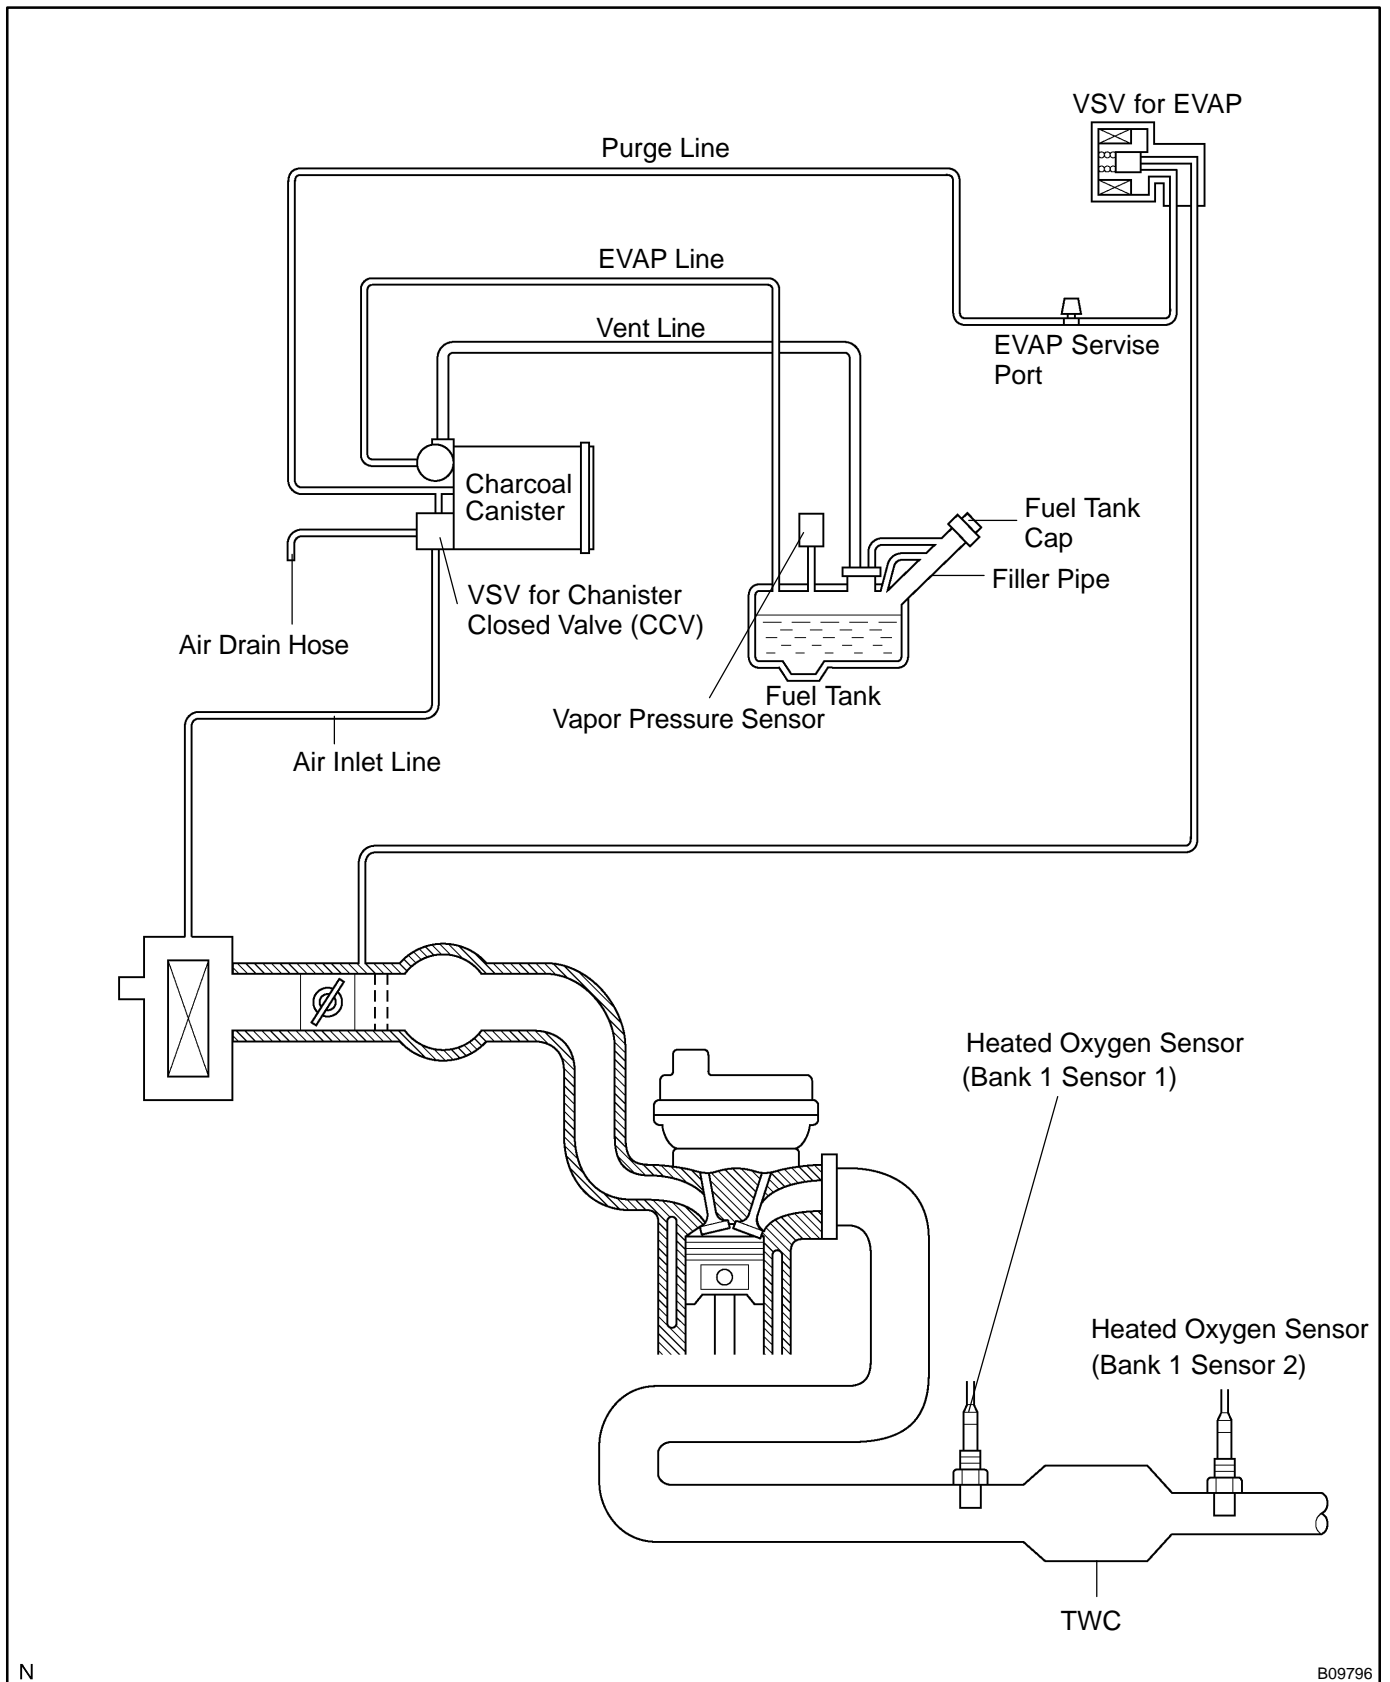 VSV for EVAP
Purge Line
EVAP Line
Vent Line
EVAP Servise
Port
Charcoal
Canister
Fuel Tank
Cap
Filler Pipe
VSV for Chanister
Closed Valve (CCV)
Air Drain Hose
Fuel Tank
Vapor Pressure Sensor
Air Inlet Line
Heated Oxygen Sensor
(Bank 1 Sensor 1)
Heated Oxygen Sensor
(Bank 1 Sensor 2)
TWC
N
B09796